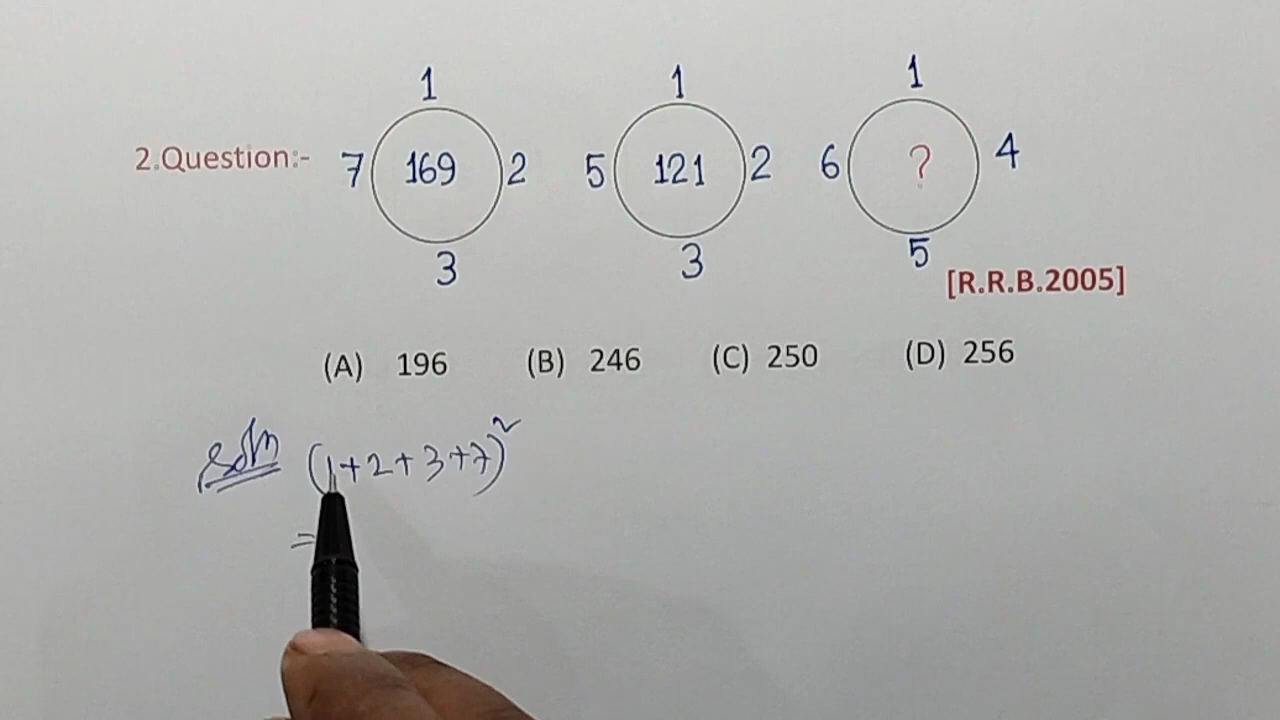 1 1 1
2.Question:- 7 169 2 5 121 2 6 ? 4
3 3 5
[R.R.B.2005]
(A) 196 (B) 246 (C) 250 (D) 256
Soln (1+2+3+7)²
=